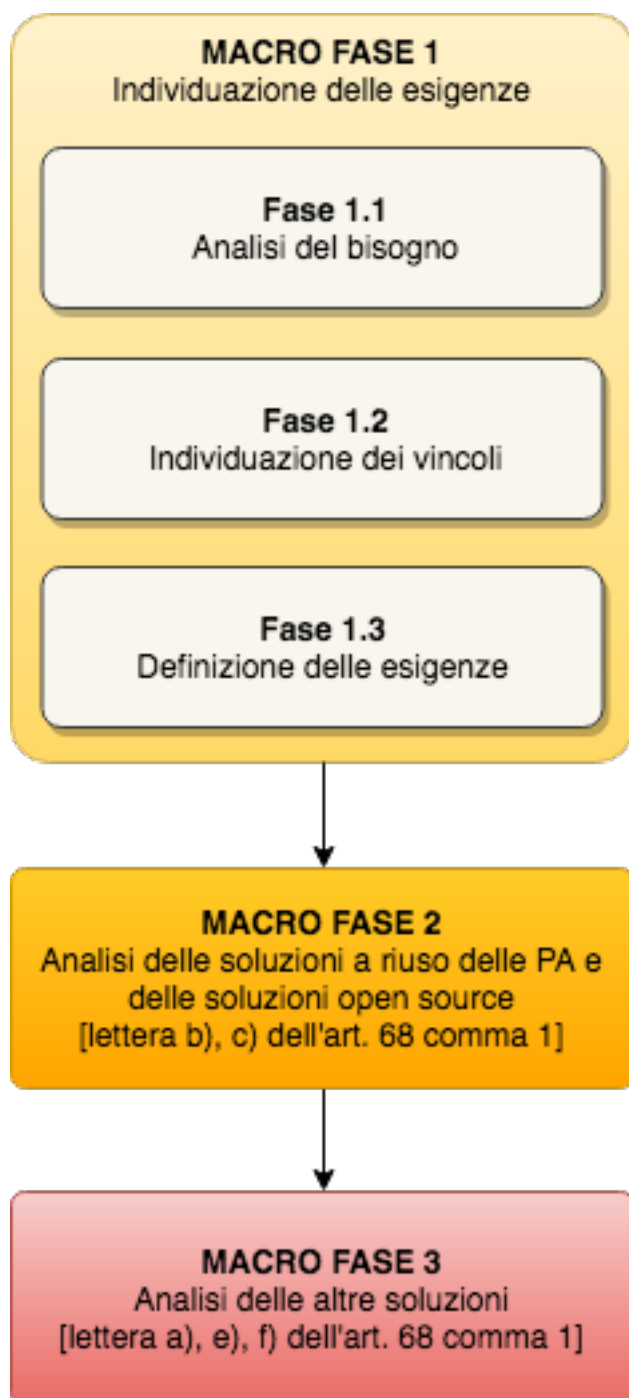 MACRO FASE 1
Individuazione delle esigenze
Fase 1.1
Analisi del bisogno
Fase 1.2
Individuazione dei vincoli
Fase 1.3
Definizione delle esigenze
MACRO FASE 2
Analisi delle soluzioni a riuso delle PA e
delle soluzioni open source
[lettera b), c) dell'art. 68 comma 1]
MACRO FASE 3
Analisi delle altre soluzioni
[lettera a), e), f) dell'art. 68 comma 1]